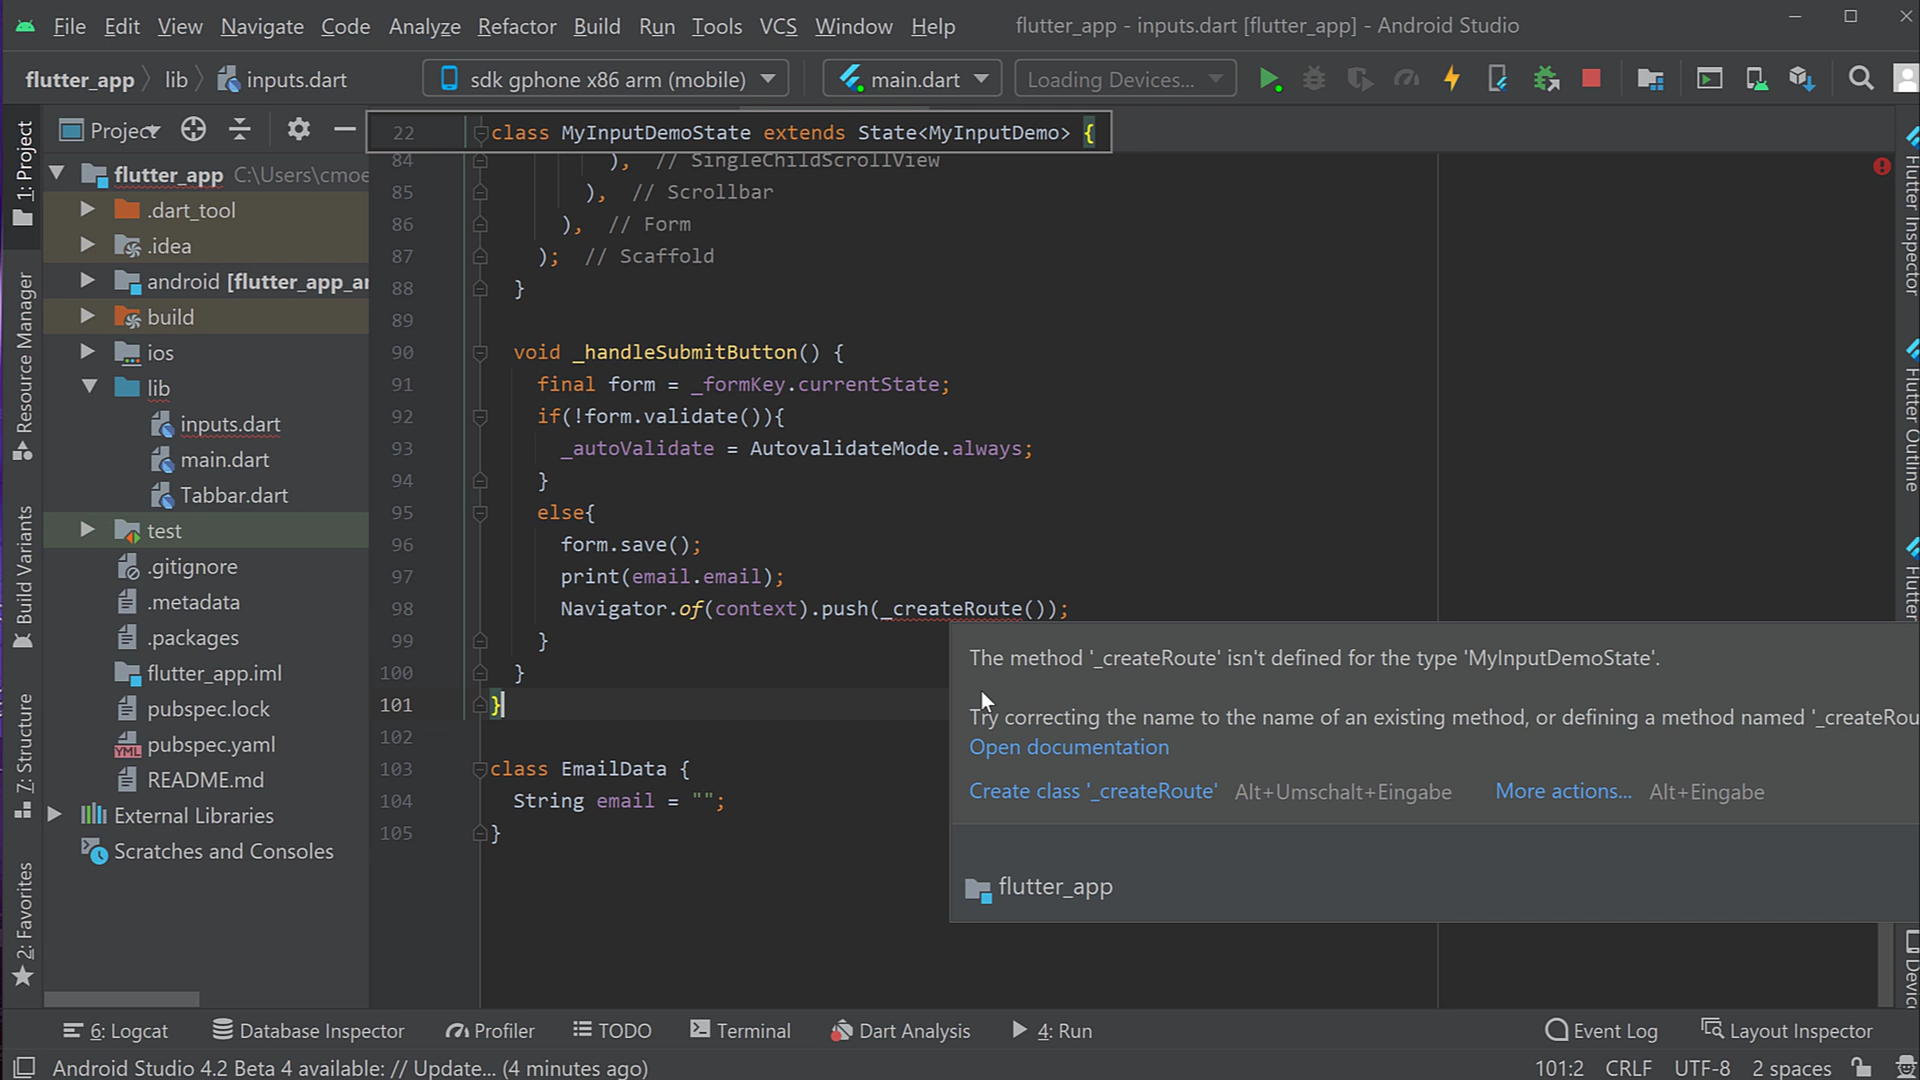 File Edit View Navigate Code Analyze Refactor Build Run Tools VCS Window Help flutter_app - inputs.dart [flutter_app] - Android Studio
flutter_app lib inputs.dart sdk gphone x86 arm (mobile) main.dart Loading Devices...
Project
22 class MyInputDemoState extends State<MyInputDemo> {
84 ), // SingleChildScrollView
85 ), // Scrollbar
86 ), // Form
87 ); // Scaffold
88 }
89
90 void _handleSubmitButton() {
91 final form = _formKey.currentState;
92 if(!form.validate()){
93 _autoValidate = AutovalidateMode.always;
94 }
95 else{
96 form.save();
97 print(email.email);
98 Navigator.of(context).push(_createRoute());
99 }
100 }
101 }
102
103 class EmailData {
104 String email = "";
105 }
The method '_createRoute' isn't defined for the type 'MyInputDemoState'.
Try correcting the name to the name of an existing method, or defining a method named '_createRou
Open documentation
Create class '_createRoute' Alt+Umschalt+Eingabe More actions... Alt+Eingabe
flutter_app
flutter_app C:\Users\cmoe
.dart_tool
.idea
android [flutter_app_an
build
ios
lib
inputs.dart
main.dart
Tabbar.dart
test
.gitignore
.metadata
.packages
flutter_app.iml
pubspec.lock
YML pubspec.yaml
README.md
External Libraries
Scratches and Consoles
1: Project
Resource Manager
Build Variants
7: Structure
2: Favorites
Flutter Inspector
Flutter Outline
Flutter
6: Logcat Database Inspector Profiler TODO Terminal Dart Analysis 4: Run Event Log Layout Inspector
Android Studio 4.2 Beta 4 available: // Update... (4 minutes ago) 101:2 CRLF UTF-8 2 spaces